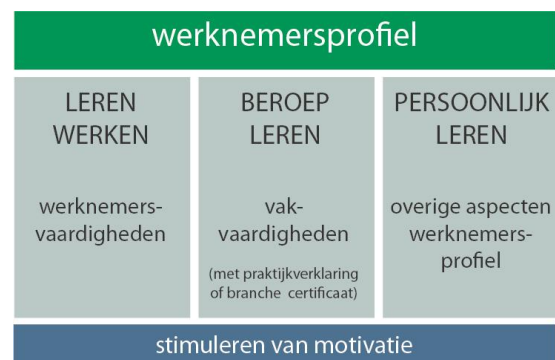 werknemersprofiel
LEREN
WERKEN
werknemers-
vaardigheden
BEROEP
LEREN
vak-
vaardigheden
(met praktijkverklaring
of branche certificaat)
PERSOONLIJK
LEREN
overige aspecten
werknemers-
profiel
stimuleren van motivatie